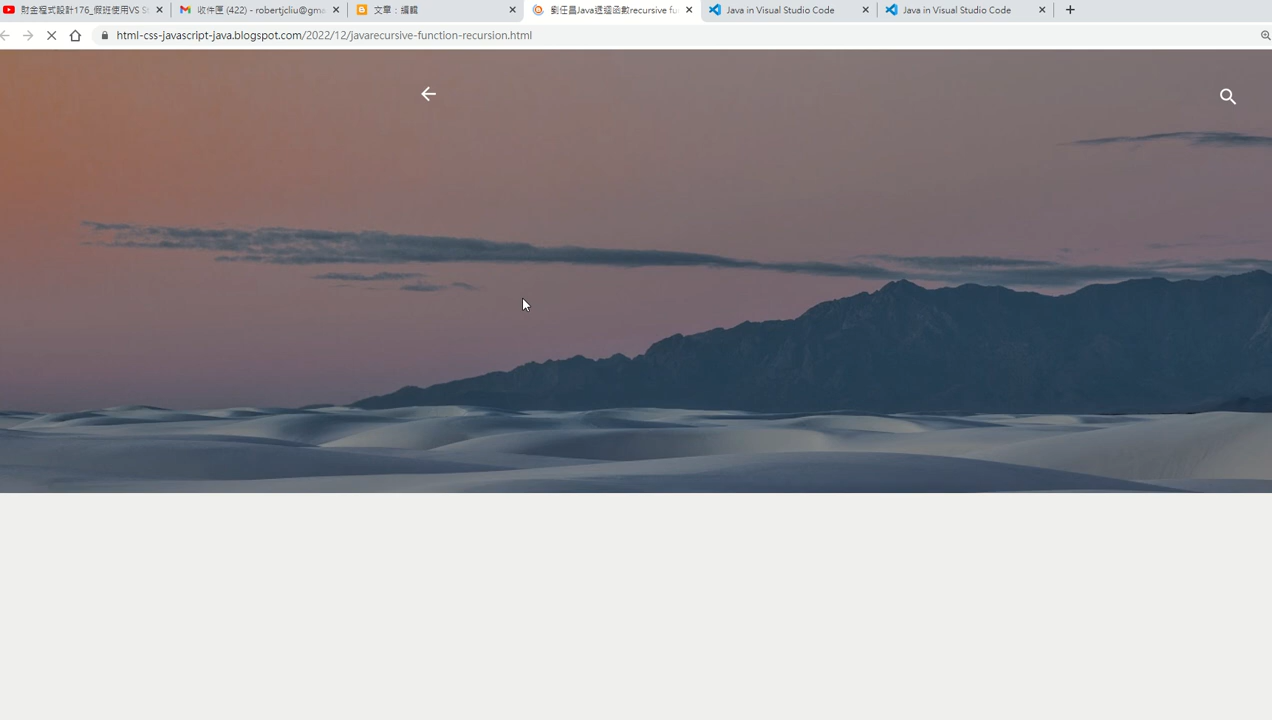 財金程式設計176_假班使用VS S
收件匣 (422) - robertjcliu@gma
文章：編輯
劉任昌Java遞迴函數recursive fu
Java in Visual Studio Code
Java in Visual Studio Code
html-css-javascript-java.blogspot.com/2022/12/javarecursive-function-recursion.html